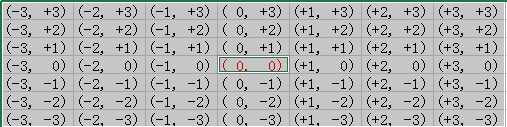 (-3, +3) (-2, +3) (-1, +3) ( 0, +3) (+1, +3) (+2, +3) (+3, +3)
(-3, +2) (-2, +2) (-1, +2) ( 0, +2) (+1, +2) (+2, +2) (+3, +2)
(-3, +1) (-2, +1) (-1, +1) ( 0, +1) (+1, +1) (+2, +1) (+3, +1)
(-3,  0) (-2,  0) (-1,  0) ( 0,  0) (+1,  0) (+2,  0) (+3,  0)
(-3, -1) (-2, -1) (-1, -1) ( 0, -1) (+1, -1) (+2, -1) (+3, -1)
(-3, -2) (-2, -2) (-1, -2) ( 0, -2) (+1, -2) (+2, -2) (+3, -2)
(-3, -3) (-2, -3) (-1, -3) ( 0, -3) (+1, -3) (+2, -3) (+3, -3)